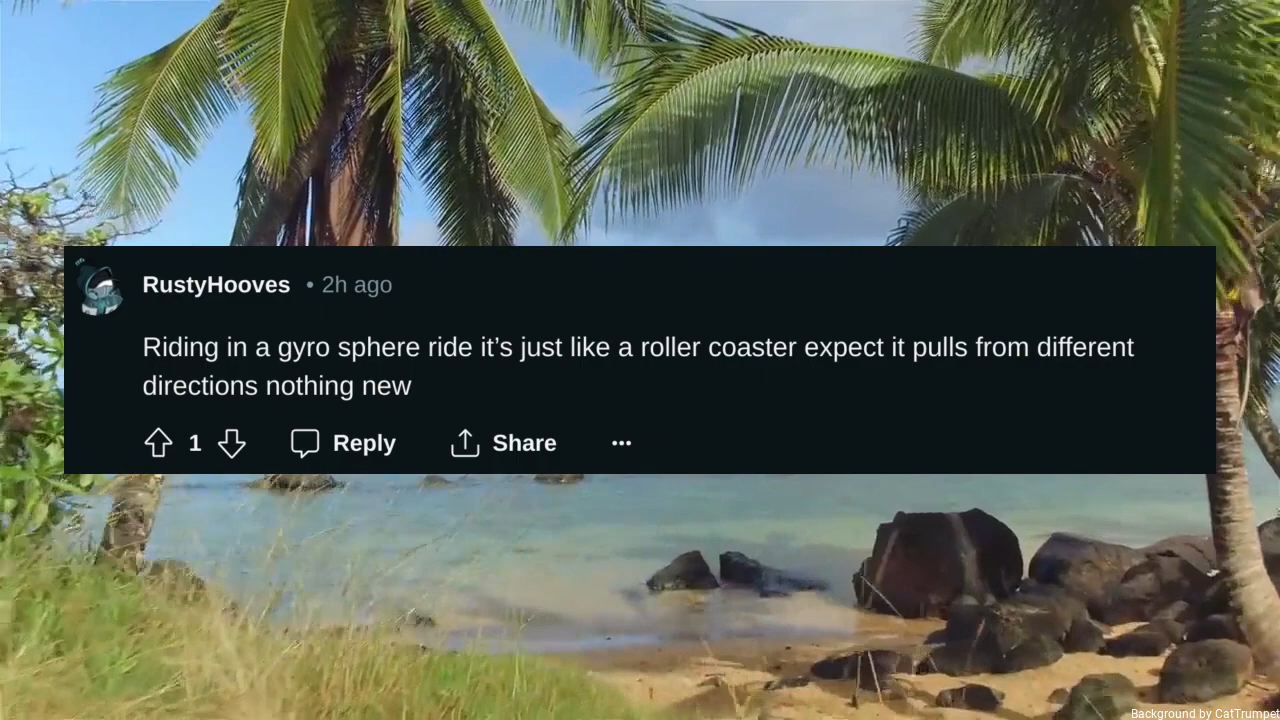 RustyHooves • 2h ago
Riding in a gyro sphere ride it’s just like a roller coaster expect it pulls from different
directions nothing new
1 Reply Share •••
Background by CatTrumpet